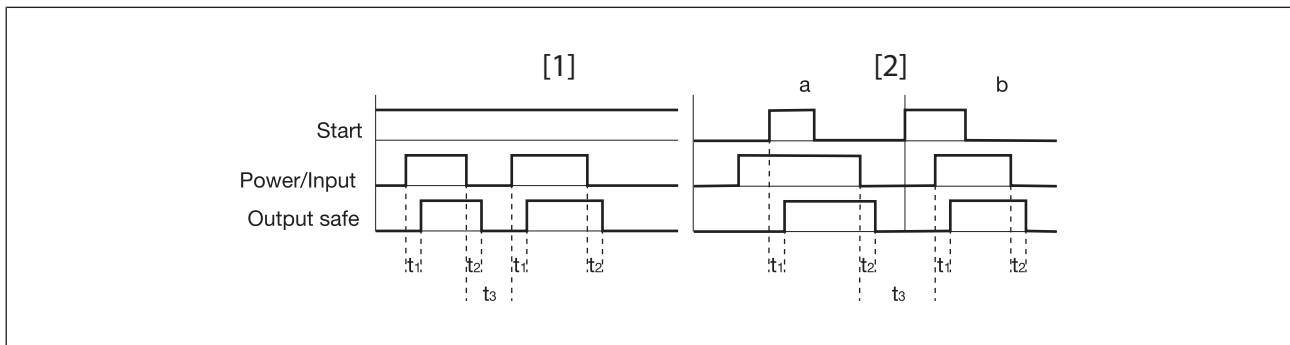 [1] [2]
a b
Start
Power/Input
Output safe
t1 t2 t1 t2 t1 t2 t1 t2
t3 t3